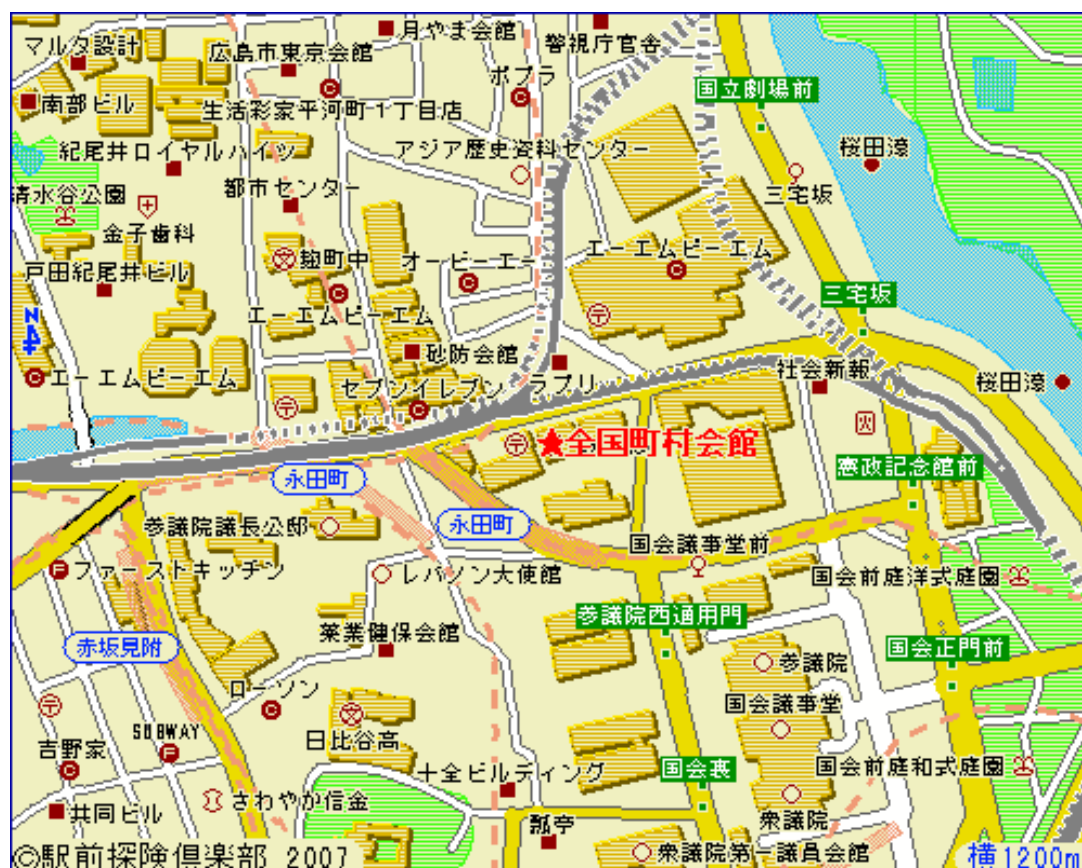 月やま会館
警視庁官舎
マルタ設計
広島市東京会館
ポプラ
国立劇場前
南部ビル
生活彩家平河町1丁目店
紀尾井ロイヤルハイツ
アジア歴史資料センター
桜田濠
清水谷公園
都市センター
三宅坂
金子歯科
戸田紀尾井ビル
麹町中
オービーエー
エーエムピーエム
三宅坂
N
エーエムピーエム
砂防会館
エーエムピーエム
セブンイレブン
ラブリ
社会新報
桜田濠
火
★全国町村会館
憲政記念館前
永田町
参議院議長公邸
永田町
国会議事堂前
ファーストキッチン
レバノン大使館
国会前庭洋式庭園
参議院西通用門
薬業健保会館
赤坂見附
国会正門前
参議院
ローソン
国会議事堂
SUBWAY
日比谷高
吉野家
国会裏
国会前庭和式庭園
十全ビルディング
さわやか信金
共同ビル
瓢亭
衆議院
©駅前探険倶楽部 2007
衆議院第一議員会館
横1200m